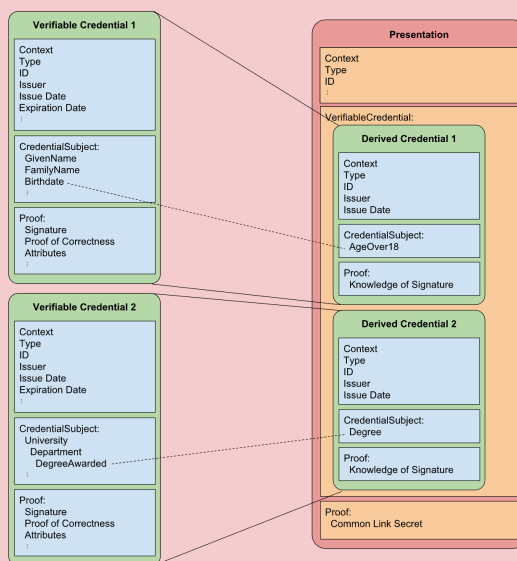 Verifiable Credential 1
Context
Type
ID
Issuer
Issue Date
Expiration Date
⋮
CredentialSubject:
GivenName
FamilyName
Birthdate
⋮
Proof:
Signature
Proof of Correctness
Attributes
⋮
Verifiable Credential 2
Context
Type
ID
Issuer
Issue Date
Expiration Date
⋮
CredentialSubject:
University
Department
DegreeAwarded
⋮
Proof:
Signature
Proof of Correctness
Attributes
⋮
Presentation
Context
Type
ID
⋮
VerifiableCredential:
Derived Credential 1
Context
Type
ID
Issuer
Issue Date
CredentialSubject:
AgeOver18
Proof:
Knowledge of Signature
Derived Credential 2
Context
Type
ID
Issuer
Issue Date
CredentialSubject:
Degree
Proof:
Knowledge of Signature
Proof:
Common Link Secret